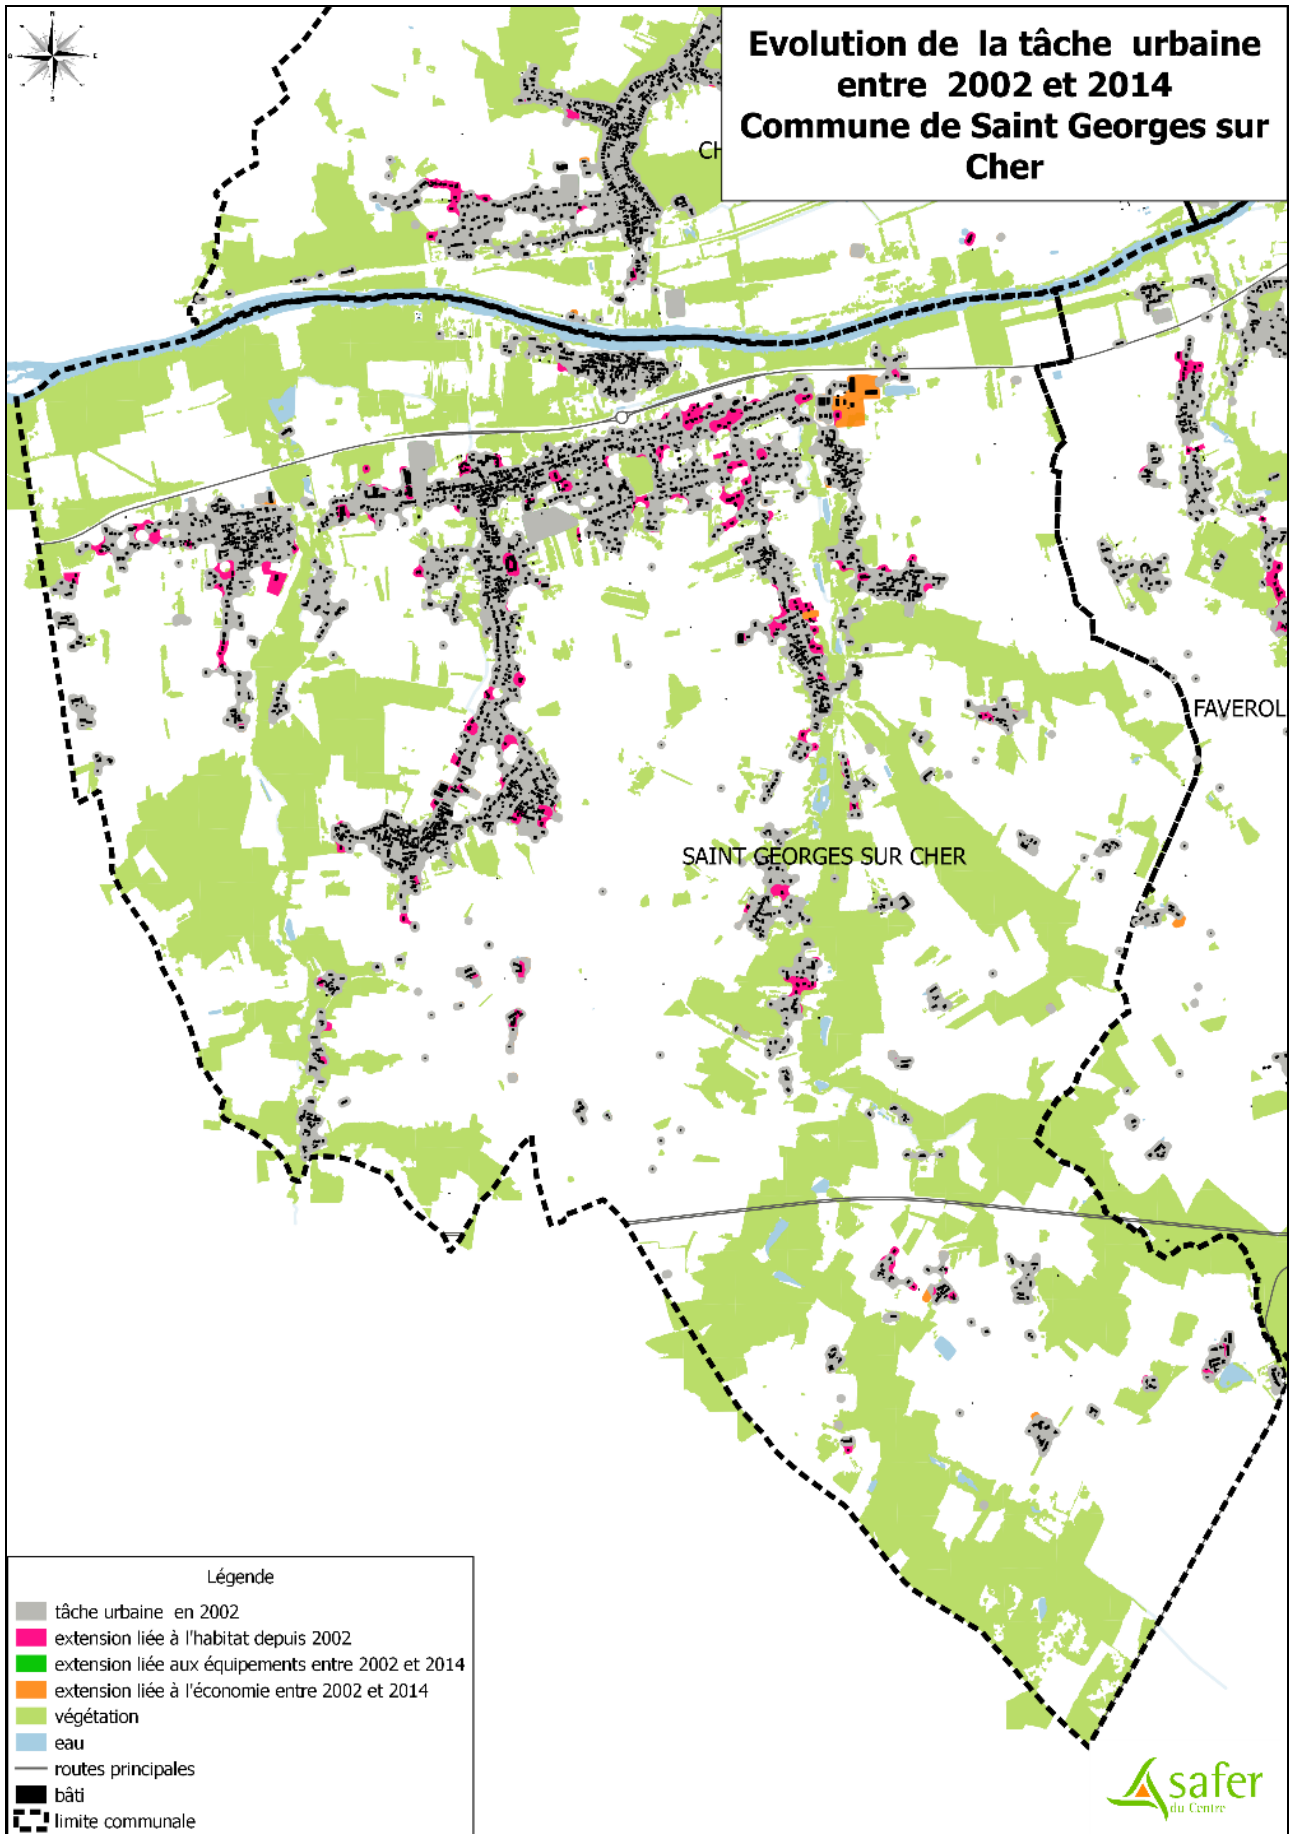 Evolution de la tâche urbaine
entre 2002 et 2014
Commune de Saint Georges sur
Cher
N
O
E
S
CH
FAVEROL
SAINT GEORGES SUR CHER
Légende
tâche urbaine en 2002
extension liée à l'habitat depuis 2002
extension liée aux équipements entre 2002 et 2014
extension liée à l'économie entre 2002 et 2014
végétation
eau
routes principales
bâti
limite communale
safer
du Centre